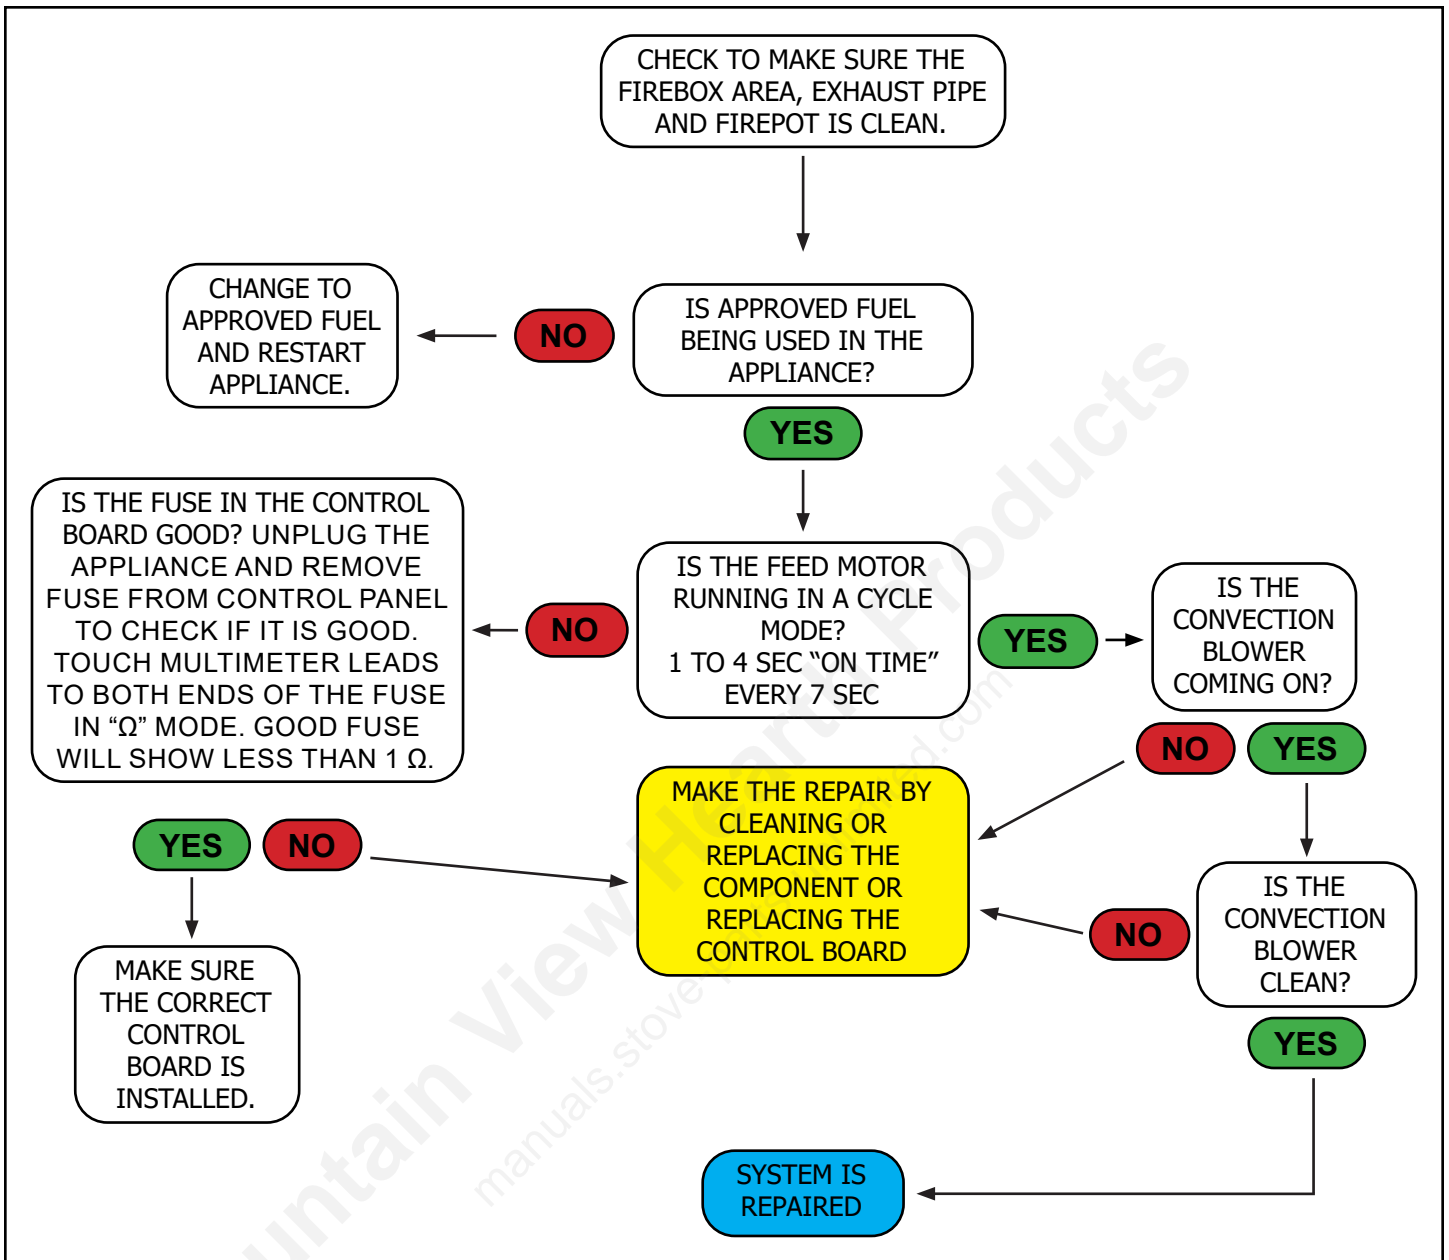 CHECK TO MAKE SURE THE
FIREBOX AREA, EXHAUST PIPE
AND FIREPOT IS CLEAN.
CHANGE TO
APPROVED FUEL
AND RESTART
APPLIANCE.
NO
IS APPROVED FUEL
BEING USED IN THE
APPLIANCE?
YES
IS THE FUSE IN THE CONTROL
BOARD GOOD? UNPLUG THE
APPLIANCE AND REMOVE
FUSE FROM CONTROL PANEL
TO CHECK IF IT IS GOOD.
TOUCH MULTIMETER LEADS
TO BOTH ENDS OF THE FUSE
IN “Ω” MODE. GOOD FUSE
WILL SHOW LESS THAN 1 Ω.
NO
IS THE FEED MOTOR
RUNNING IN A CYCLE
MODE?
1 TO 4 SEC “ON TIME”
EVERY 7 SEC
YES
IS THE
CONVECTION
BLOWER
COMING ON?
NO
YES
YES
NO
MAKE THE REPAIR BY
CLEANING OR
REPLACING THE
COMPONENT OR
REPLACING THE
CONTROL BOARD
NO
IS THE
CONVECTION
BLOWER
CLEAN?
YES
MAKE SURE
THE CORRECT
CONTROL
BOARD IS
INSTALLED.
SYSTEM IS
REPAIRED
View Hearth Products